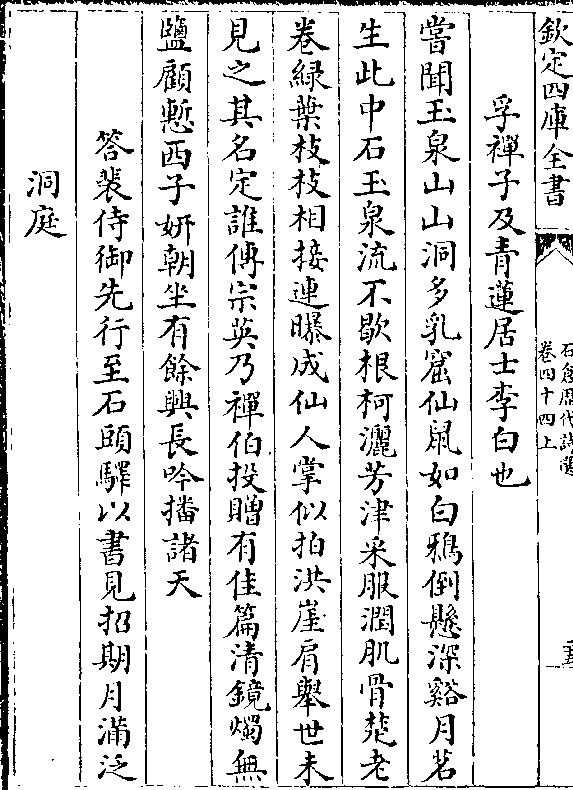 欽定四庫全書
石倉歷代詩選
卷四十四上
五
孚禪子及青蓮居士李白也
嘗聞玉泉山山洞多乳窟仙鼠如白鴉倒懸深谿月茗
生此中石玉泉流不歇根柯灑芳津采服潤肌骨楚老
卷緑葉枝枝相接連曝成仙人掌似拍洪崖肩舉世未
見之其名定誰傳宗英乃禪伯投贈有佳篇清鏡燭無
鹽顧慙西子妍朝坐有餘興長吟播諸天
答裴侍御先行至石頭驛以書見招期月滿泛
洞庭